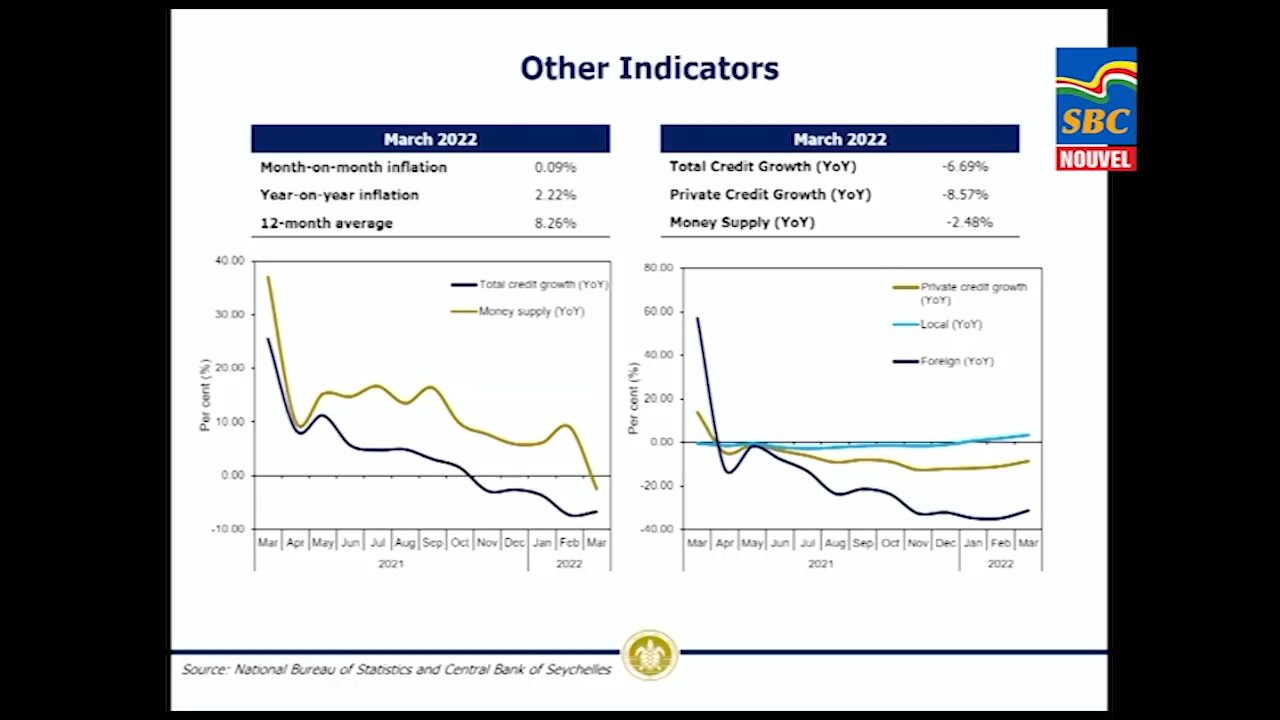 Other Indicators
SBC
NOUVEL
March 2022
Month-on-month inflation 0.09%
Year-on-year inflation 2.22%
12-month average 8.26%
March 2022
Total Credit Growth (YoY) -6.69%
Private Credit Growth (YoY) -8.57%
Money Supply (YoY) -2.48%
40.00
30.00
20.00
10.00
0.00
-10.00
Per cent (%)
Total credit growth (YoY)
Money supply (YoY)
Mar Apr May Jun Jul Aug Sep Oct Nov Dec Jan Feb Mar
2021 2022
80.00
60.00
40.00
20.00
0.00
-20.00
-40.00
Per cent (%)
Private credit growth
(YoY)
Local (YoY)
Foreign (YoY)
Mar Apr May Jun Jul Aug Sep Oct Nov Dec Jan Feb Mar
2021 2022
Source: National Bureau of Statistics and Central Bank of Seychelles